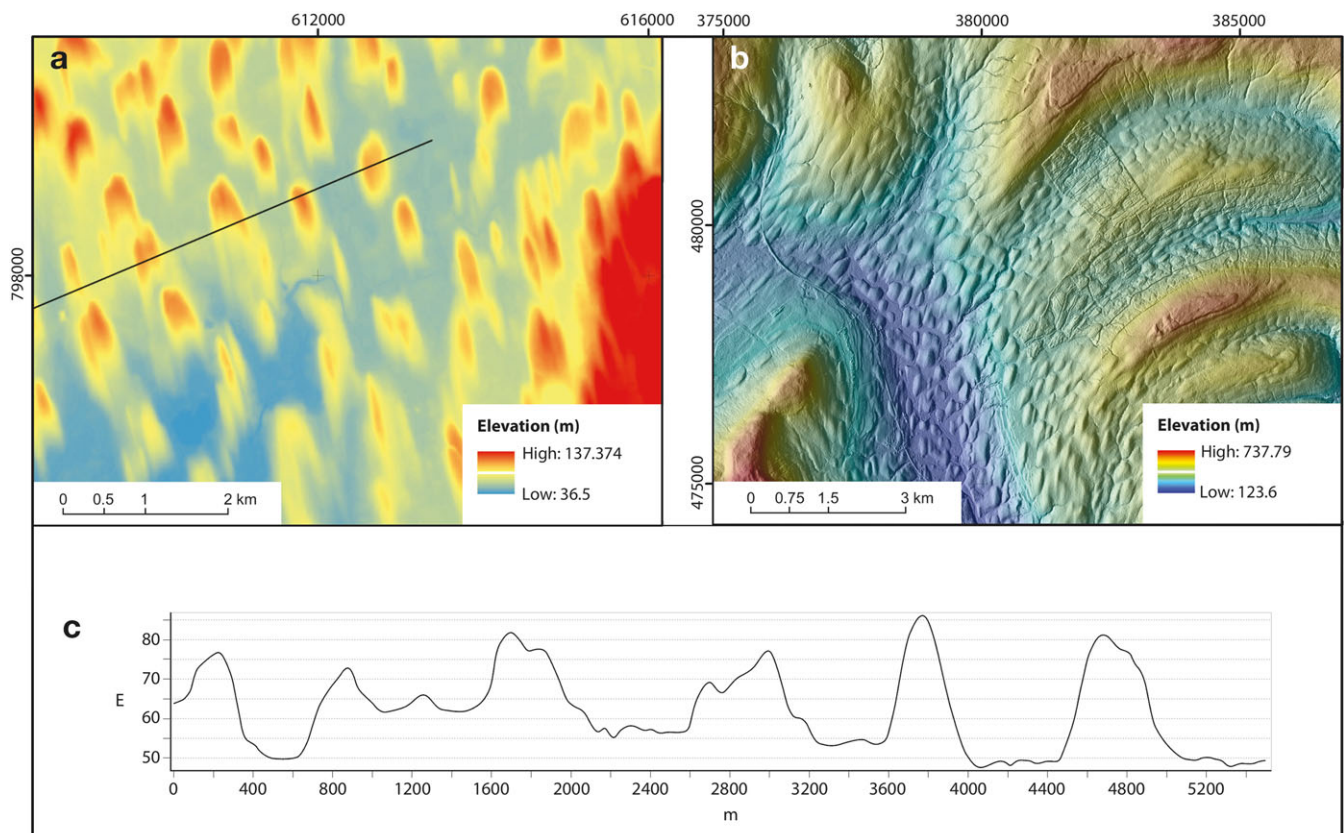 612000 616000 375000 380000 385000
a
b
798000
480000
475000
Elevation (m)
High: 137.374
Low: 36.5
0 0.5 1 2 km
Elevation (m)
High: 737.79
Low: 123.6
0 0.75 1.5 3 km
c
80
70
E
60
50
0 400 800 1200 1600 2000 2400 2800 3200 3600 4000 4400 4800 5200
m